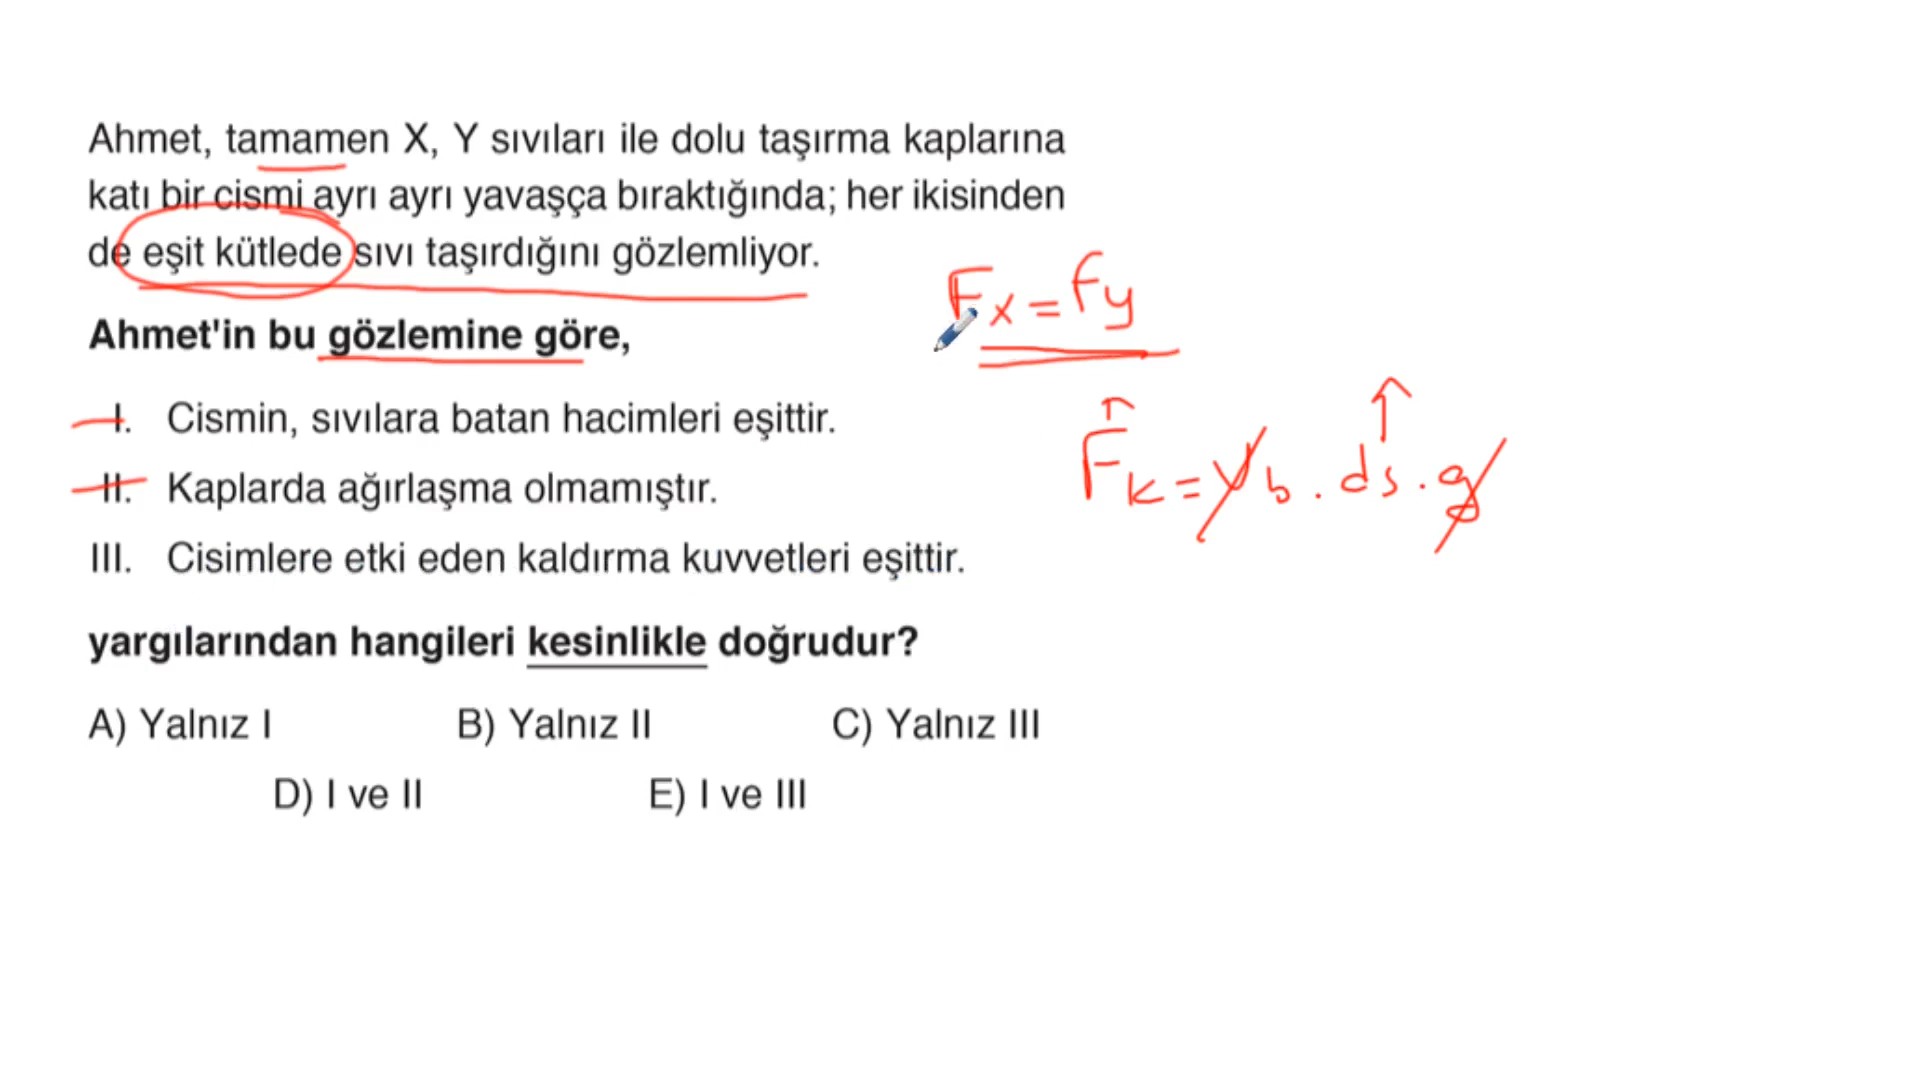 Ahmet, tamamen X, Y sıvıları ile dolu taşırma kaplarına
katı bir cismi ayrı ayrı yavaşça bıraktığında; her ikisinden
de eşit kütlede sıvı taşırdığını gözlemliyor.
Fx = Fy
Ahmet'in bu gözlemine göre,
I. Cismin, sıvılara batan hacimleri eşittir.
Fk = Vb . ds . g
II. Kaplarda ağırlaşma olmamıştır.
III. Cisimlere etki eden kaldırma kuvvetleri eşittir.
yargılarından hangileri kesinlikle doğrudur?
A) Yalnız I B) Yalnız II C) Yalnız III
D) I ve II E) I ve III